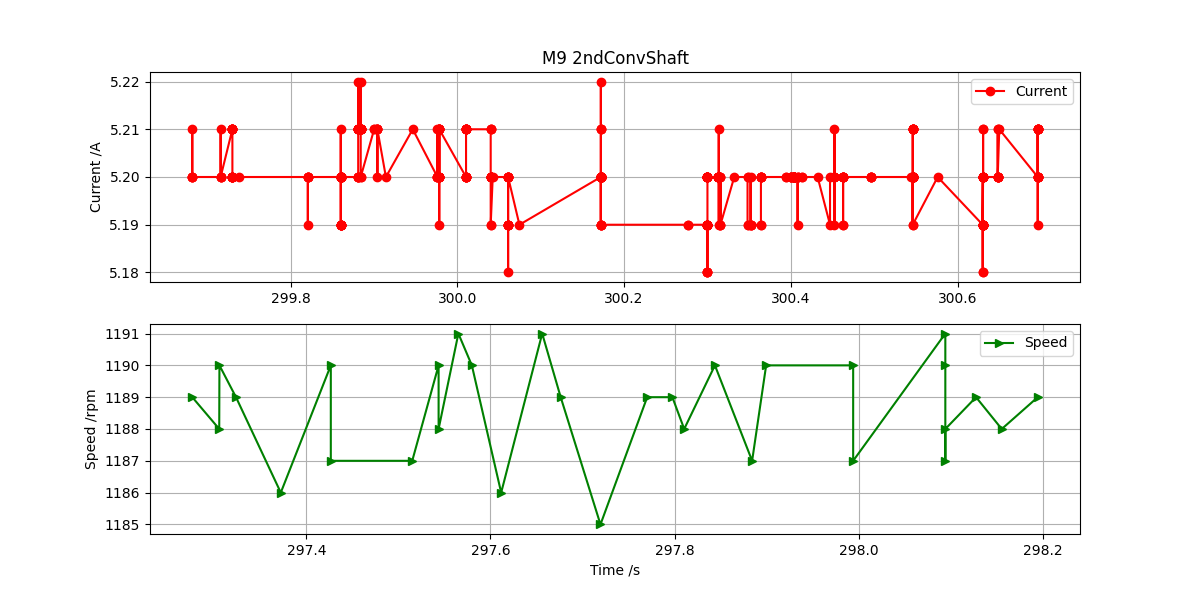 M9 2ndConvShaft
5.22
5.21
5.20
5.19
5.18
Current /A
Current
299.8 300.0 300.2 300.4 300.6
1191
1190
1189
1188
1187
1186
1185
Speed /rpm
Speed
297.4 297.6 297.8 298.0 298.2
Time /s